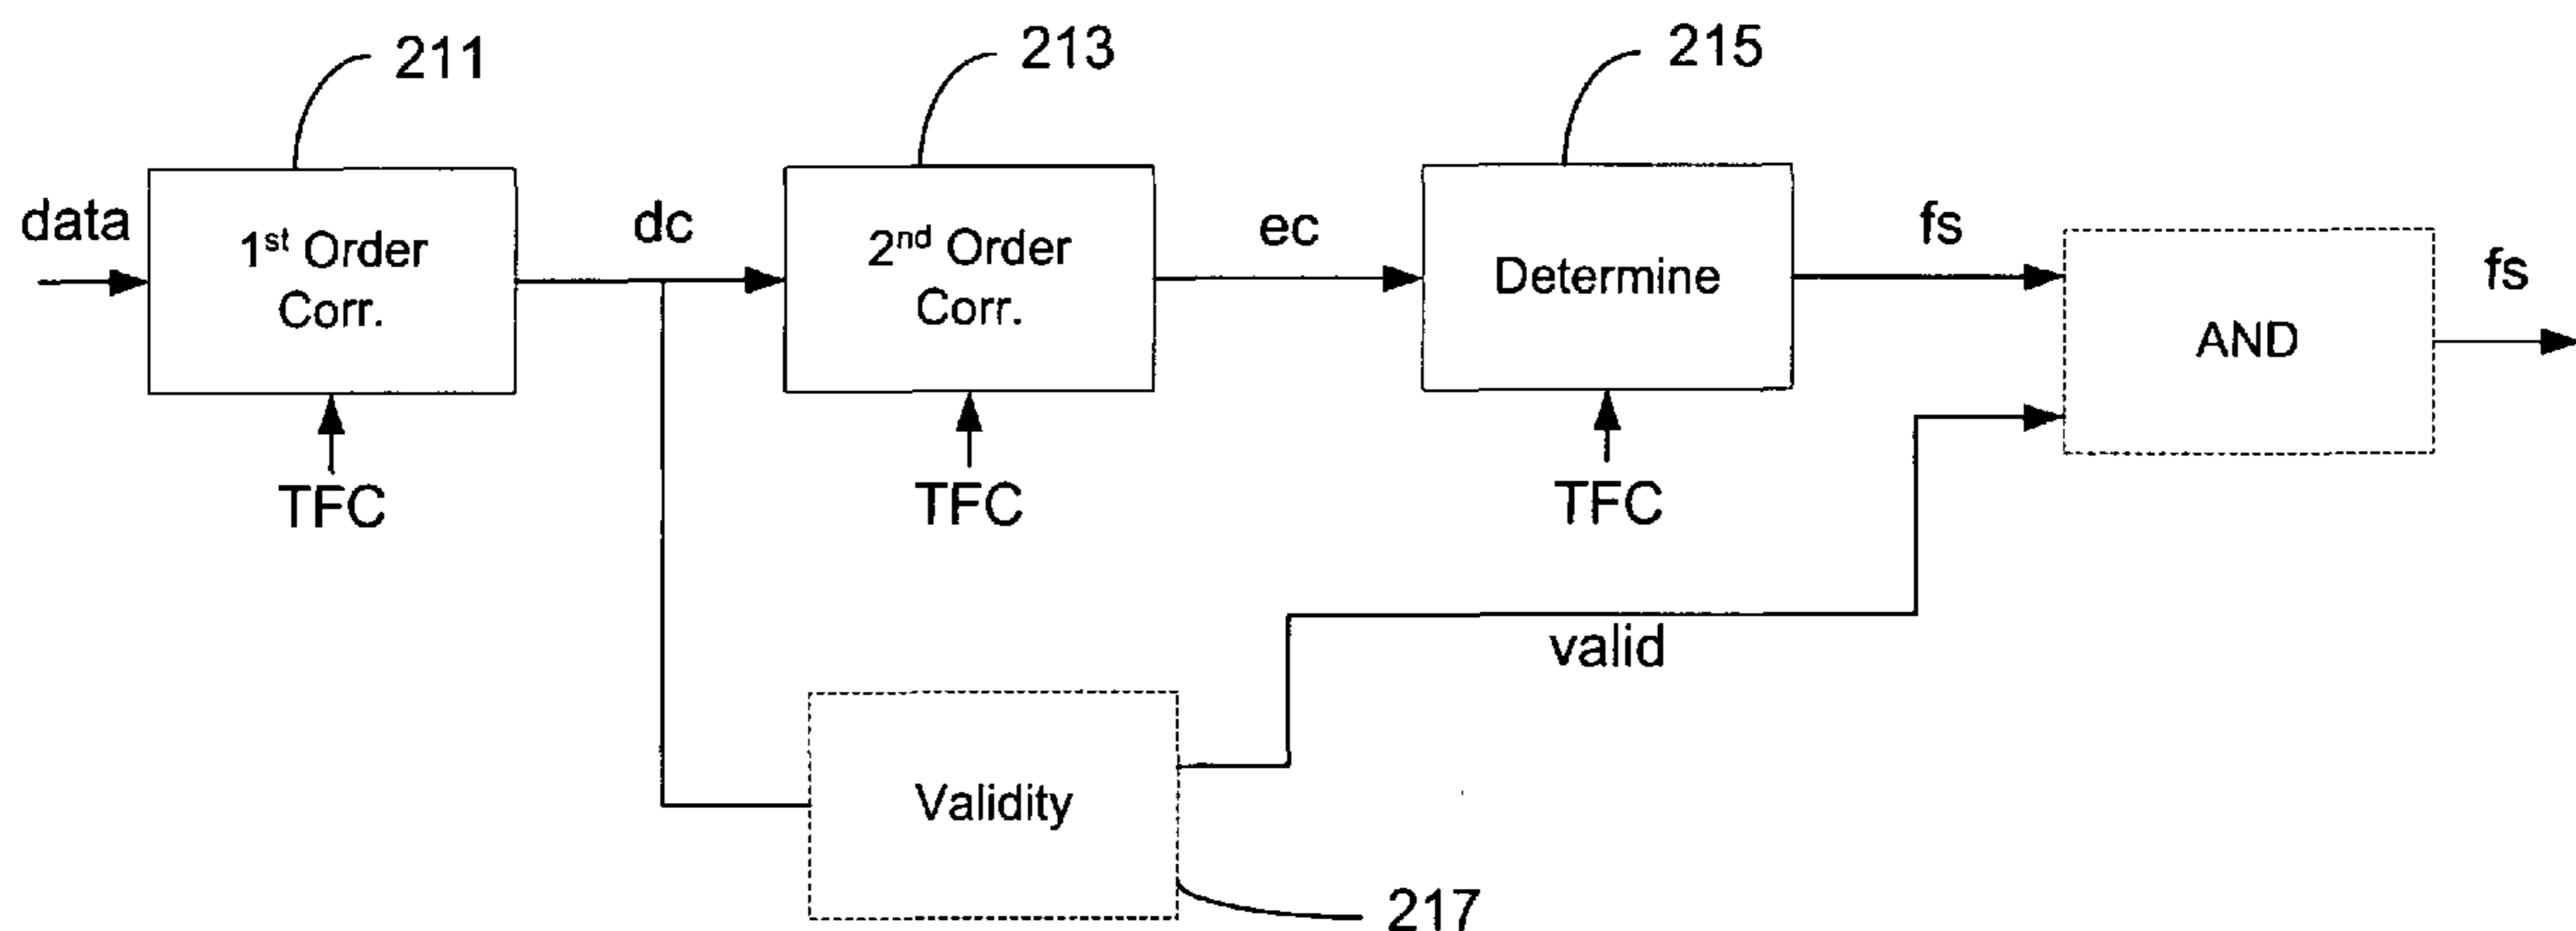 211
213
215
data
1st Order
Corr.
dc
2nd Order
Corr.
ec
Determine
fs
AND
fs
TFC
TFC
TFC
valid
Validity
217